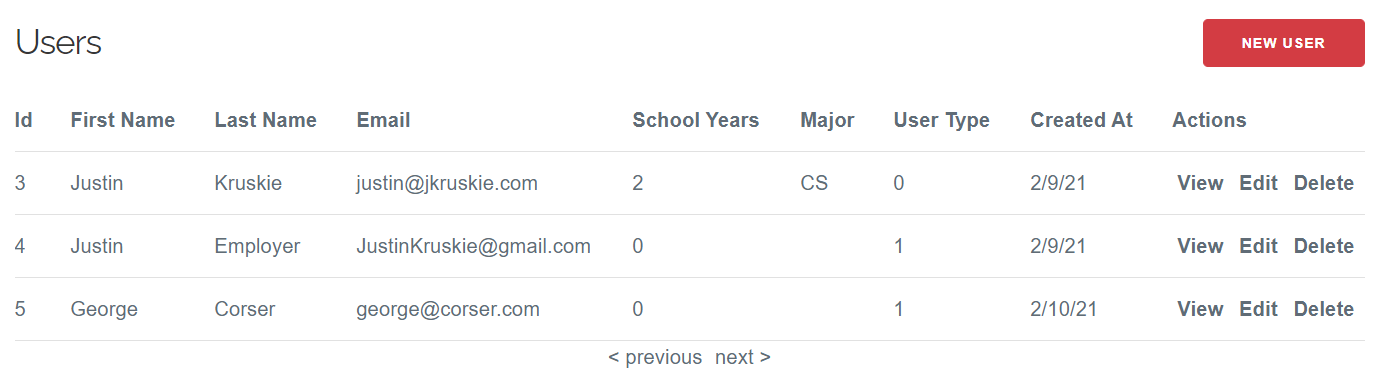 Users NEW USER
Id First Name Last Name Email School Years Major User Type Created At Actions
3 Justin Kruskie justin@jkruskie.com 2 CS 0 2/9/21 View Edit Delete
4 Justin Employer JustinKruskie@gmail.com 0 1 2/9/21 View Edit Delete
5 George Corser george@corser.com 0 1 2/10/21 View Edit Delete
< previous next >